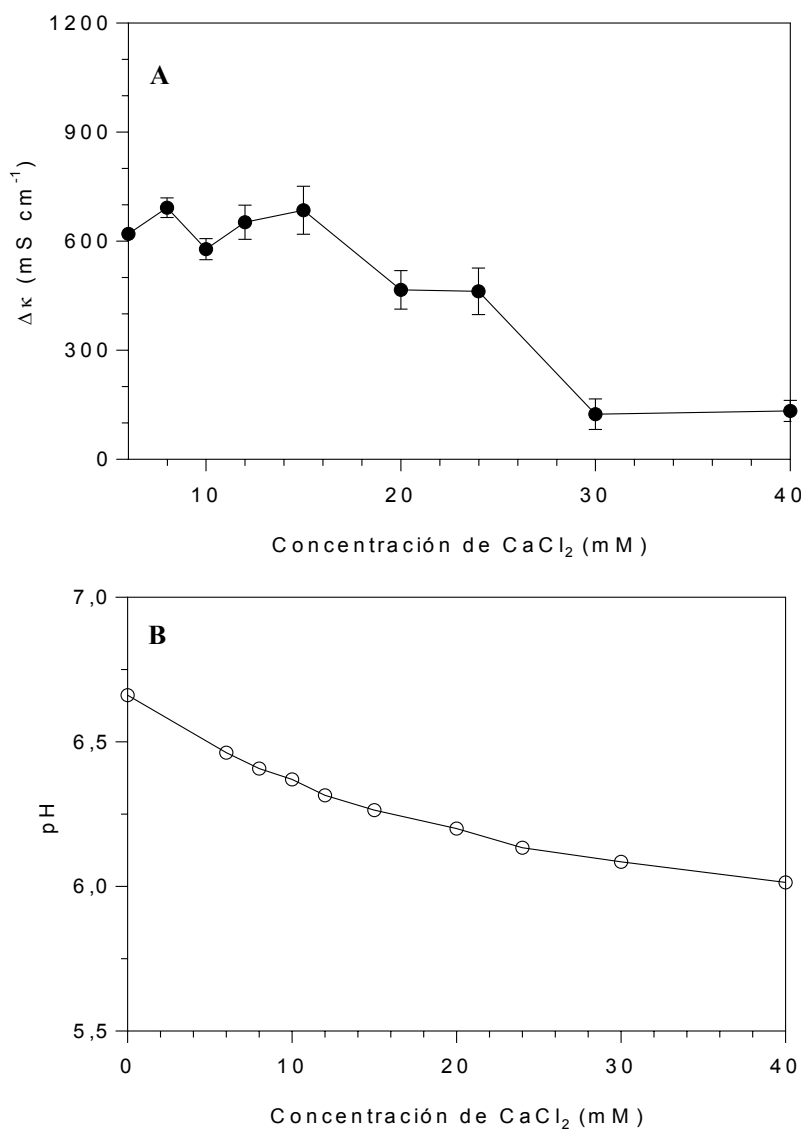 1200
A
900
600
300
0
Δκ (mS cm⁻¹)
10 20 30 40
Concentración de CaCl₂ (mM)
7,0
B
6,5
6,0
5,5
pH
0 10 20 30 40
Concentración de CaCl₂ (mM)